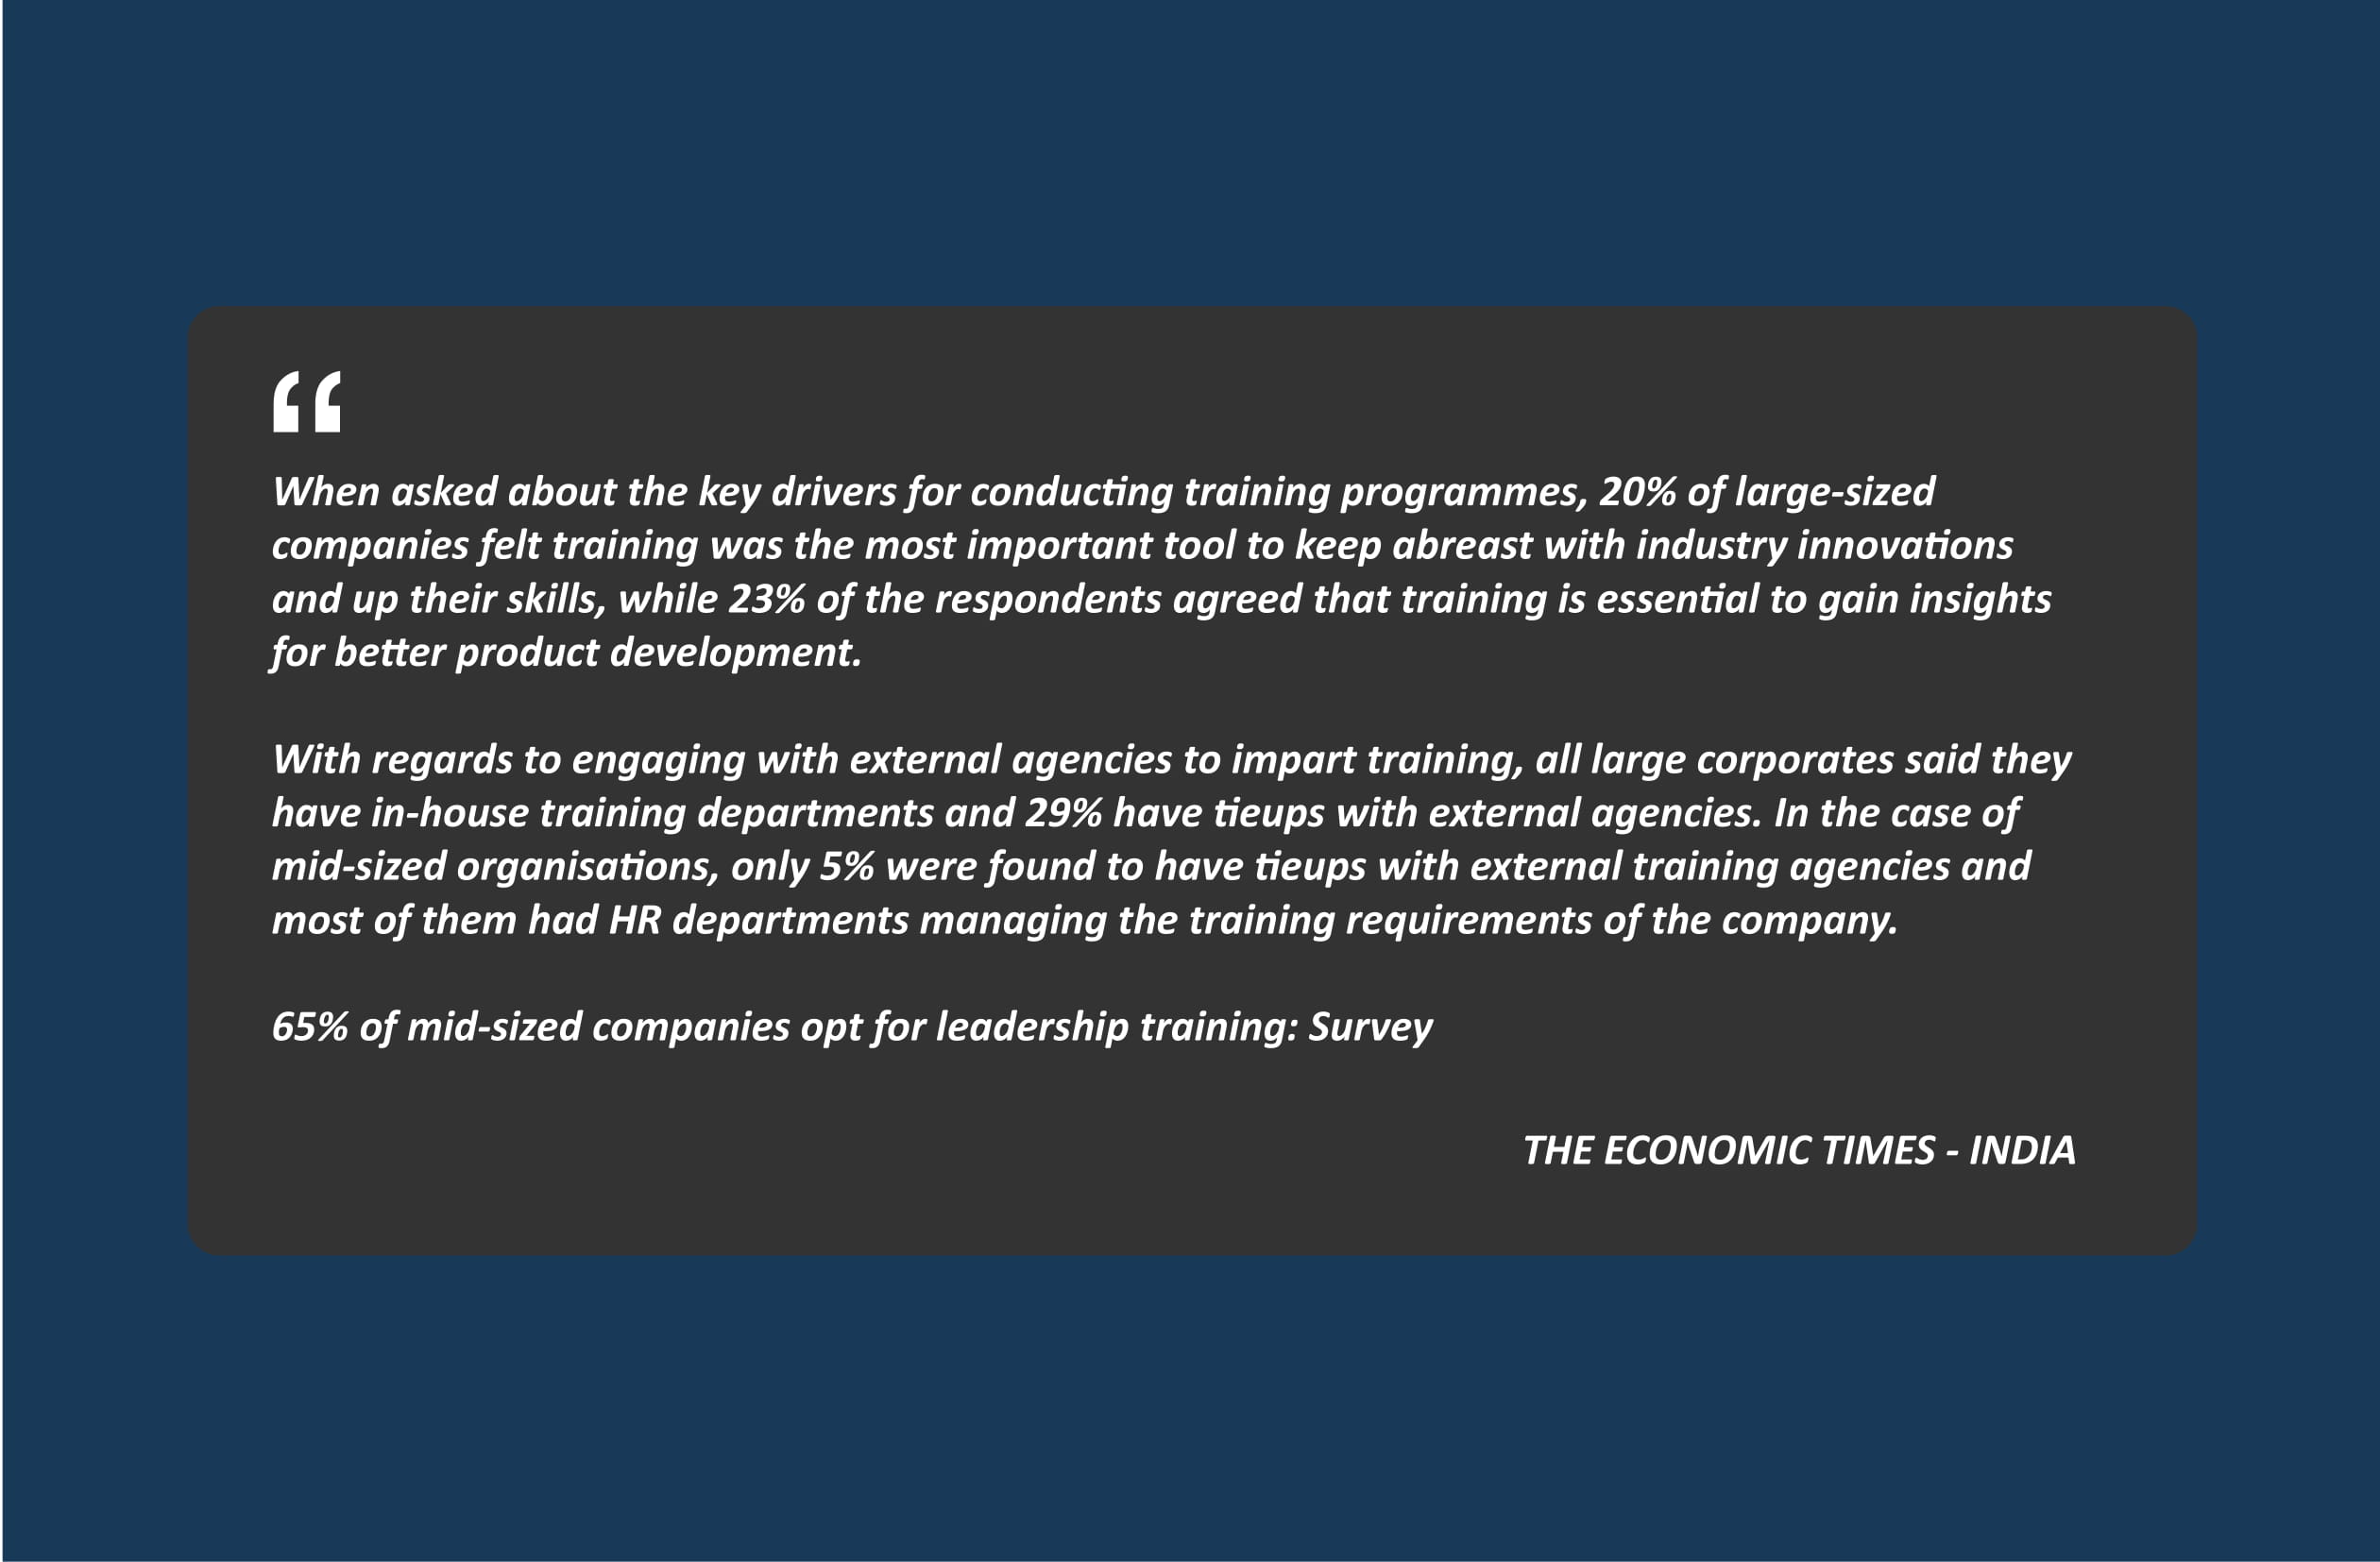 “
When asked about the key drivers for conducting training programmes, 20% of large-sized
companies felt training was the most important tool to keep abreast with industry innovations
and up their skills, while 23% of the respondents agreed that training is essential to gain insights
for better product development.
With regards to engaging with external agencies to impart training, all large corporates said they
have in-house training departments and 29% have tieups with external agencies. In the case of
mid-sized organisations, only 5% were found to have tieups with external training agencies and
most of them had HR departments managing the training requirements of the company.
65% of mid-sized companies opt for leadership training: Survey
THE ECONOMIC TIMES - INDIA